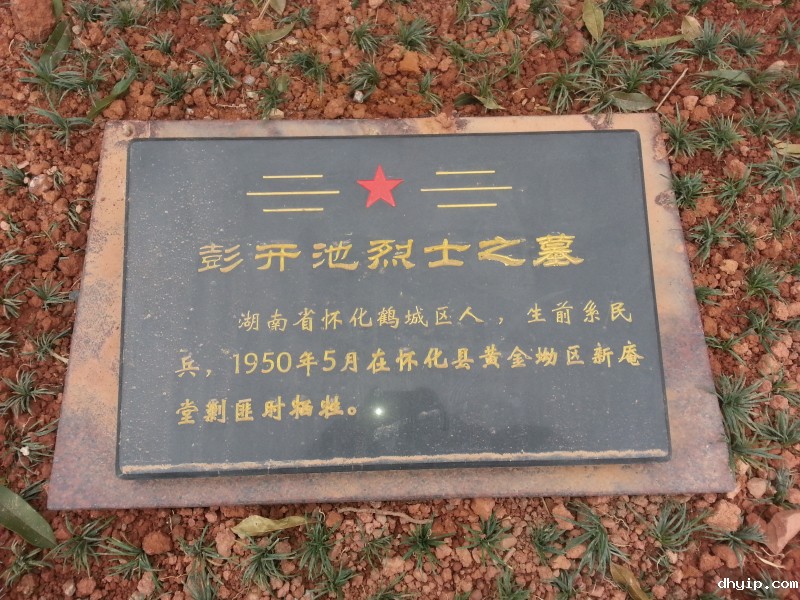 彭开池烈士之墓
湖南省怀化鹤城区人，生前系民
兵，1950年5月在怀化县黄金坳区新庵
堂剿匪时牺牲。
dhyip.com